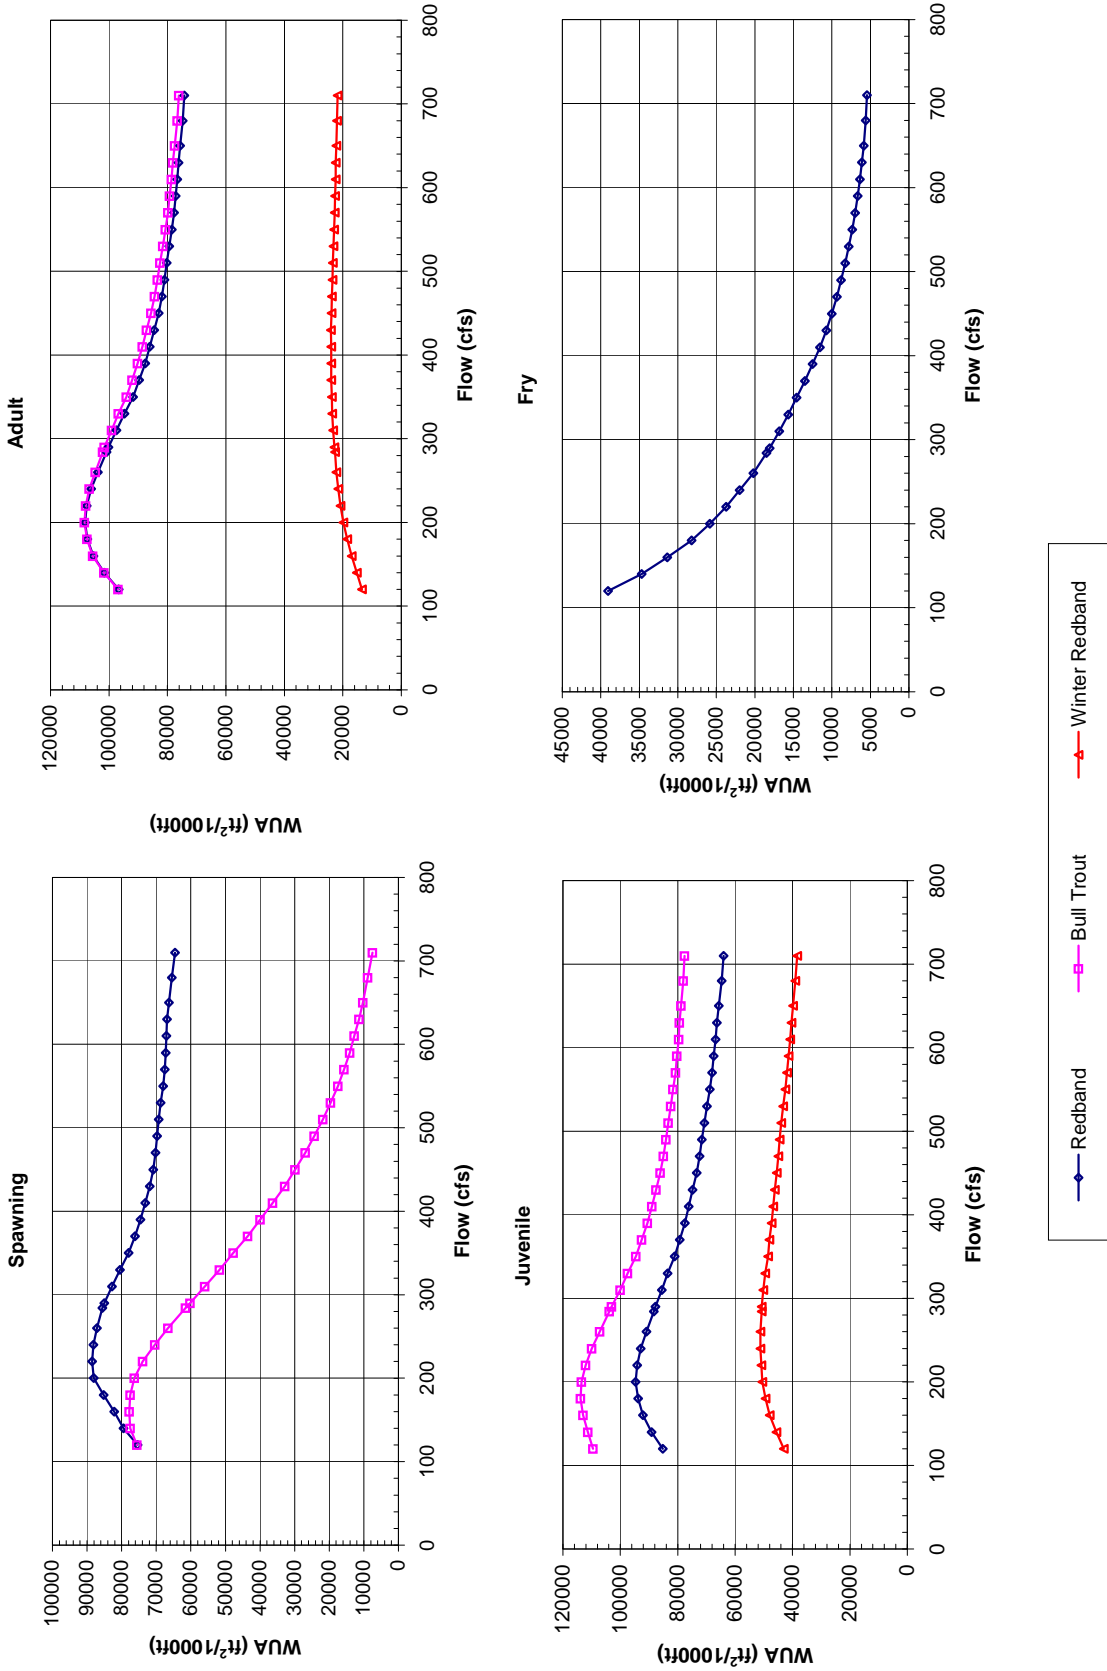 Spawning
100000
90000
80000
70000
60000
50000
40000
30000
20000
10000
0
WUA (ft²/1000ft)
0 100 200 300 400 500 600 700 800
Flow (cfs)
Adult
120000
100000
80000
60000
40000
20000
0
WUA (ft²/1000ft)
0 100 200 300 400 500 600 700 800
Flow (cfs)
Juvenile
120000
100000
80000
60000
40000
20000
0
WUA (ft²/1000ft)
0 100 200 300 400 500 600 700 800
Flow (cfs)
Fry
45000
40000
35000
30000
25000
20000
15000
10000
5000
0
WUA (ft²/1000ft)
0 100 200 300 400 500 600 700 800
Flow (cfs)
Redband Bull Trout Winter Redband